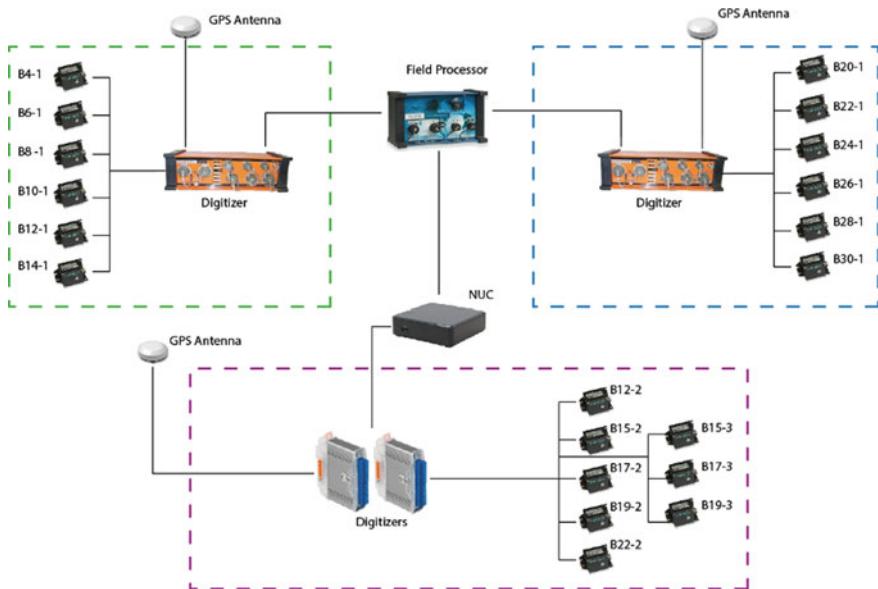 GPS Antenna
GPS Antenna
Field Processor
B4-1
B6-1
B8-1
B10-1
B12-1
B14-1
Digitizer
Digitizer
B20-1
B22-1
B24-1
B26-1
B28-1
B30-1
NUC
GPS Antenna
B12-2
B15-2
B17-2
B19-2
B22-2
B15-3
B17-3
B19-3
Digitizers